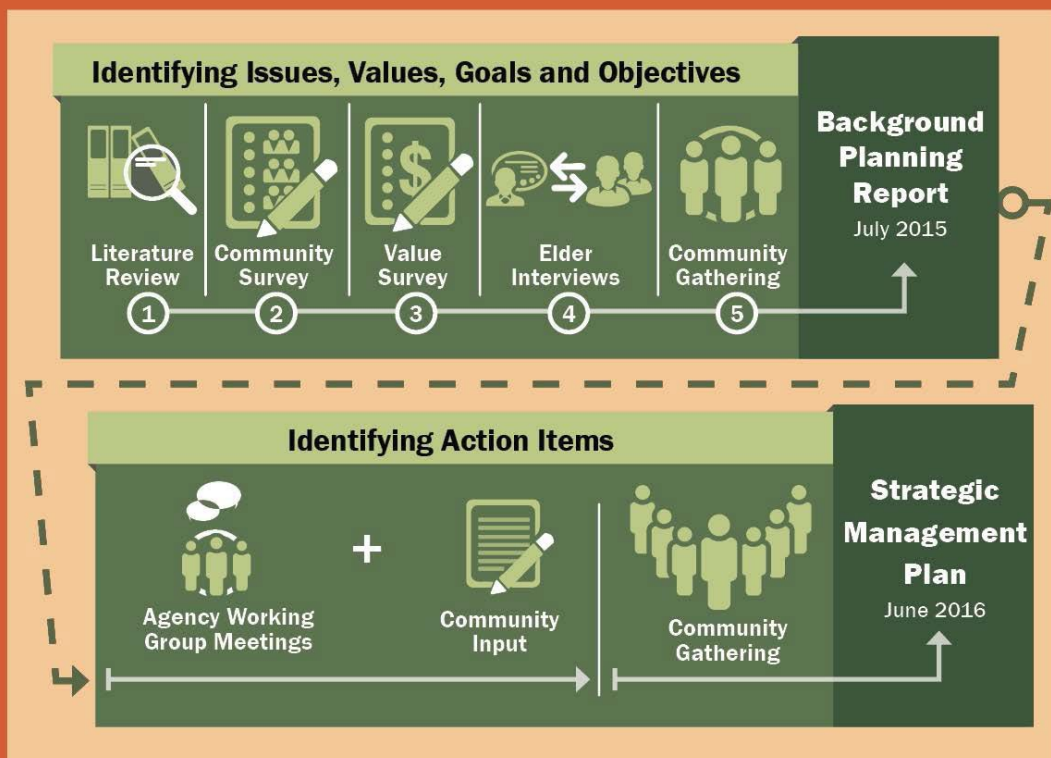 Identifying Issues, Values, Goals and Objectives
Literature
Review
1
Community
Survey
2
$
Value
Survey
3
Elder
Interviews
4
Community
Gathering
5
Background
Planning
Report
July 2015
Identifying Action Items
Agency Working
Group Meetings
+
Community
Input
Community
Gathering
Strategic
Management
Plan
June 2016